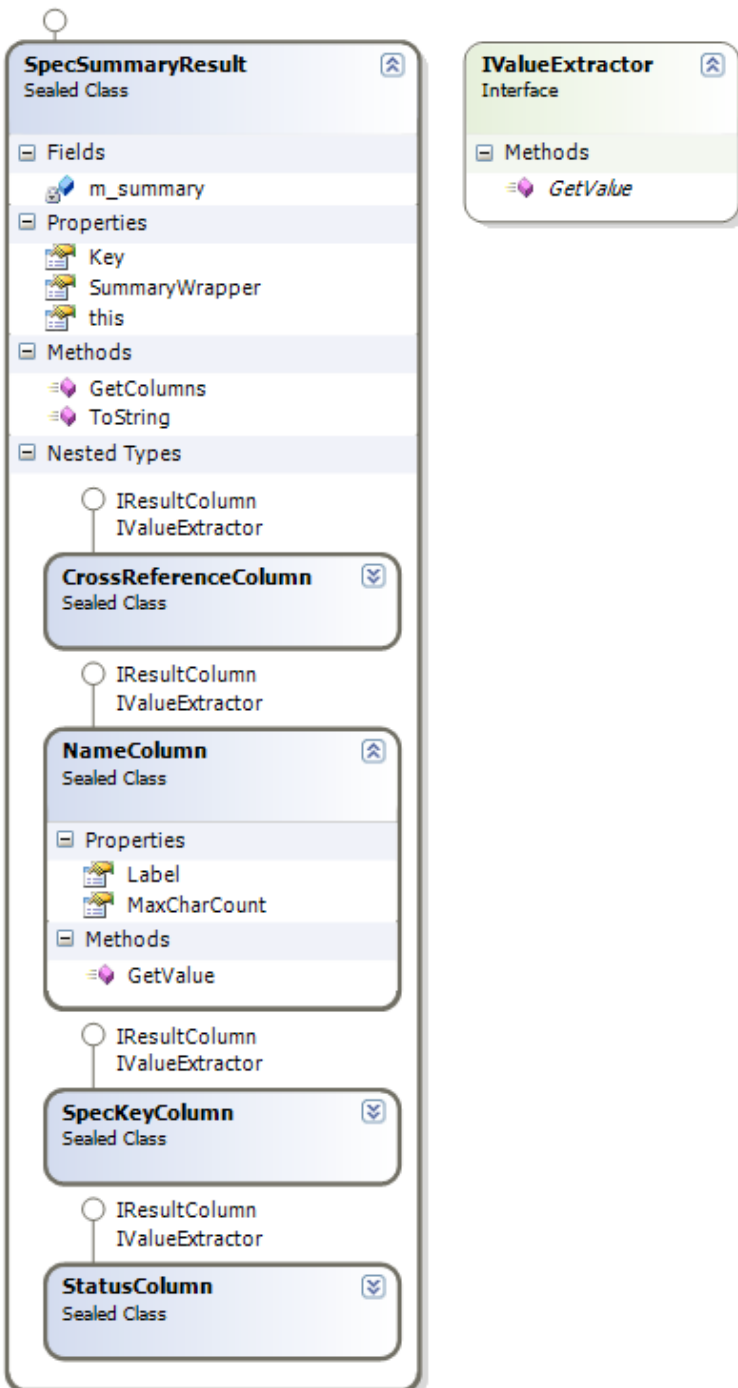 SpecSummaryResult
Sealed Class
Fields
m_summary
Properties
Key
SummaryWrapper
this
Methods
GetColumns
ToString
Nested Types
IResultColumn
IValueExtractor
CrossReferenceColumn
Sealed Class
IResultColumn
IValueExtractor
NameColumn
Sealed Class
Properties
Label
MaxCharCount
Methods
GetValue
IResultColumn
IValueExtractor
SpecKeyColumn
Sealed Class
IResultColumn
IValueExtractor
StatusColumn
Sealed Class
IValueExtractor
Interface
Methods
GetValue